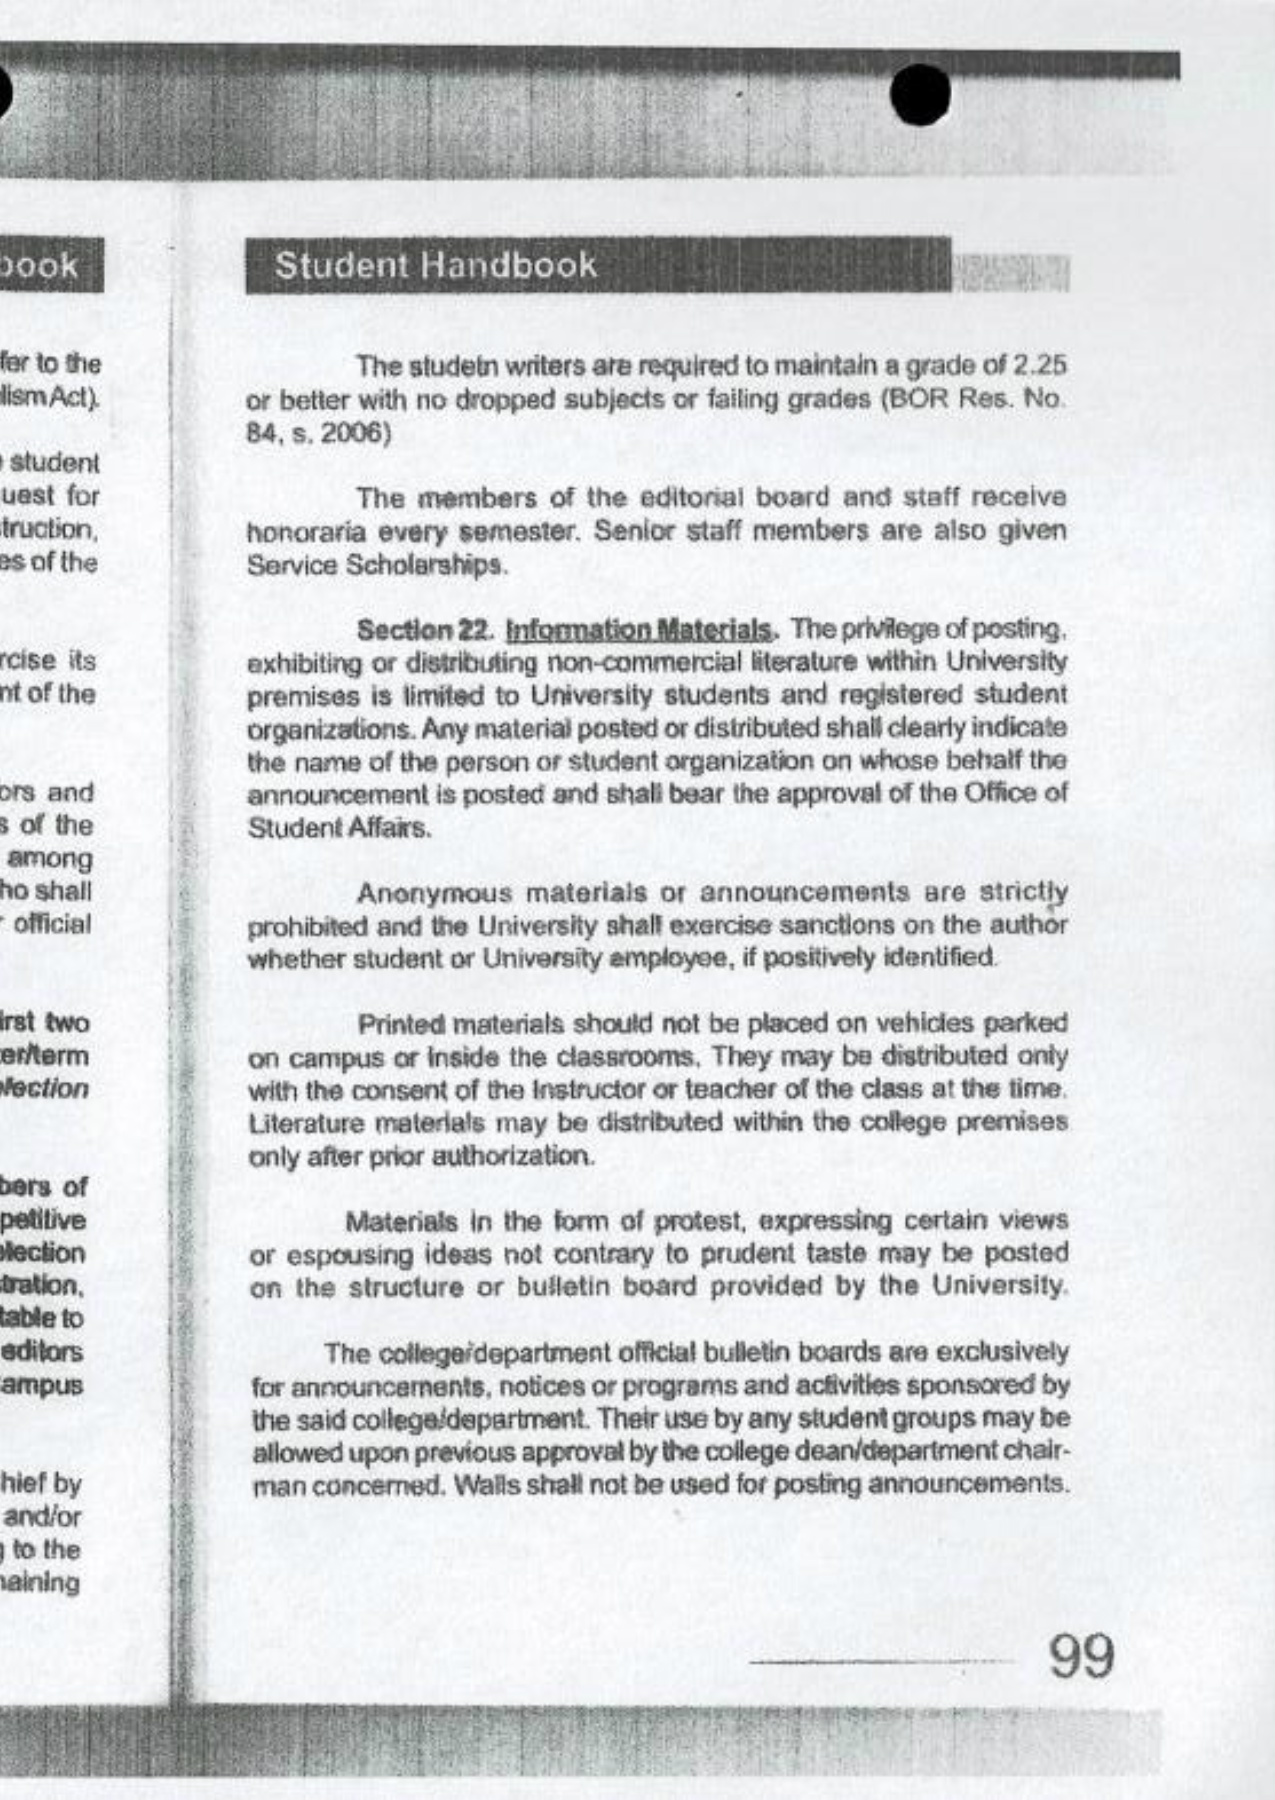 book
fer to the
lism Act).
student
uest for
truction,
es of the
rcise its
nt of the
ors and
s of the
among
ho shall
official
irst two
er/term
election
bers of
petitive
election
tration,
table to
editors
ampus
hief by
and/or
to the
naining
Student Handbook
The studetn writers are required to maintain a grade of 2.25
or better with no dropped subjects or failing grades (BOR Res. No.
84, s. 2006)
The members of the editorial board and staff receive
honoraria every semester. Senior staff members are also given
Service Scholarships.
Section 22. Information Materials. The privilege of posting,
exhibiting or distributing non-commercial literature within University
premises is limited to University students and registered student
organizations. Any material posted or distributed shall clearly indicate
the name of the person or student organization on whose behalf the
announcement is posted and shall bear the approval of the Office of
Student Affairs.
Anonymous materials or announcements are strictly
prohibited and the University shall exercise sanctions on the author
whether student or University employee, if positively identified.
Printed materials should not be placed on vehicles parked
on campus or inside the classrooms. They may be distributed only
with the consent of the Instructor or teacher of the class at the time.
Literature materials may be distributed within the college premises
only after prior authorization.
Materials in the form of protest, expressing certain views
or espousing ideas not contrary to prudent taste may be posted
on the structure or bulletin board provided by the University.
The college/department official bulletin boards are exclusively
for announcements, notices or programs and activities sponsored by
the said college/department. Their use by any student groups may be
allowed upon previous approval by the college dean/department chair-
man concerned. Walls shall not be used for posting announcements.
99